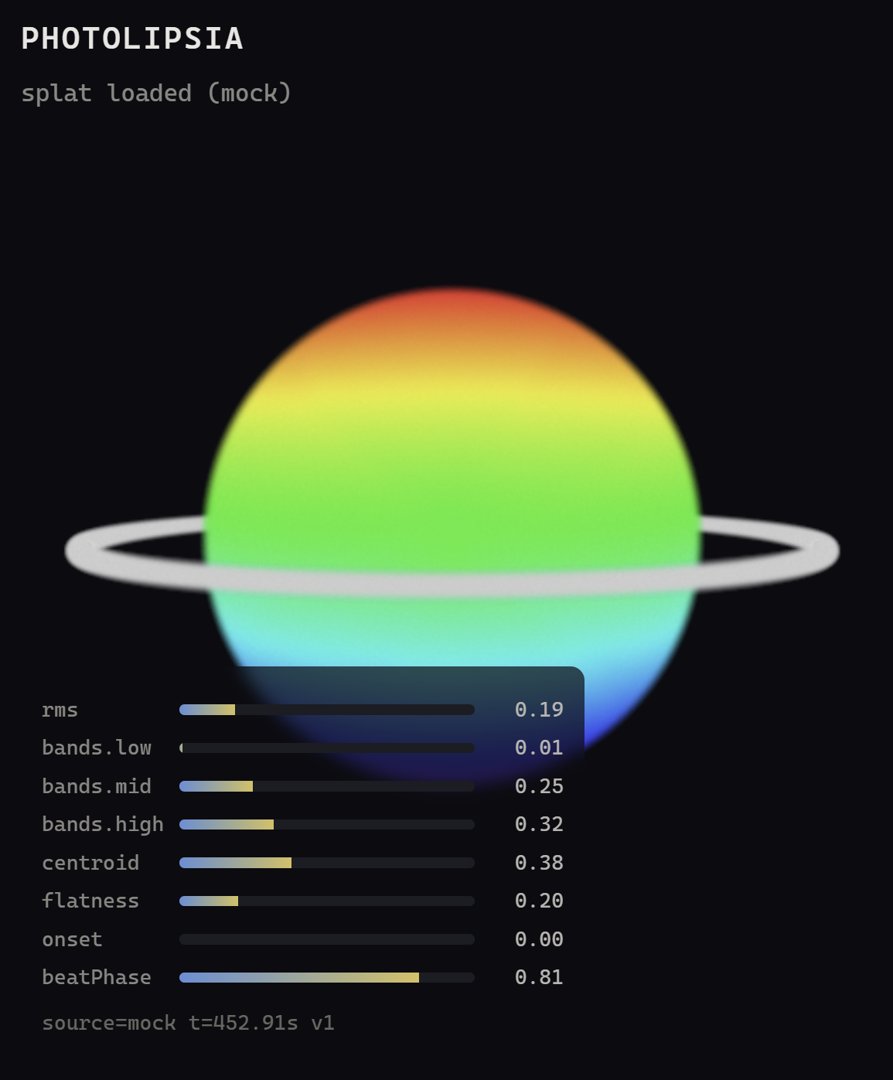 PHOTOLIPSIA
splat loaded (mock)
rms 0.19
bands.low 0.01
bands.mid 0.25
bands.high 0.32
centroid 0.38
flatness 0.20
onset 0.00
beatPhase 0.81
source=mock t=452.91s v1